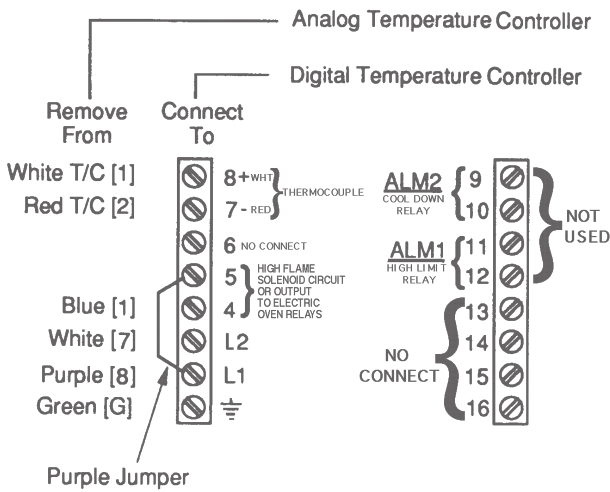 Analog Temperature Controller
Digital Temperature Controller
Remove
From
Connect
To
White T/C [1]
8+WHT
Red T/C [2]
7-RED
THERMOCOUPLE
6 NO CONNECT
5
HIGH FLAME
SOLENOID CIRCUIT
OR OUTPUT
TO ELECTRIC
OVEN RELAYS
Blue [1]
4
White [7]
L2
Purple [8]
L1
Green [G]
Purple Jumper
ALM2
COOL DOWN
RELAY
9
10
ALM1
HIGH LIMIT
RELAY
11
12
NOT
USED
NO
CONNECT
13
14
15
16